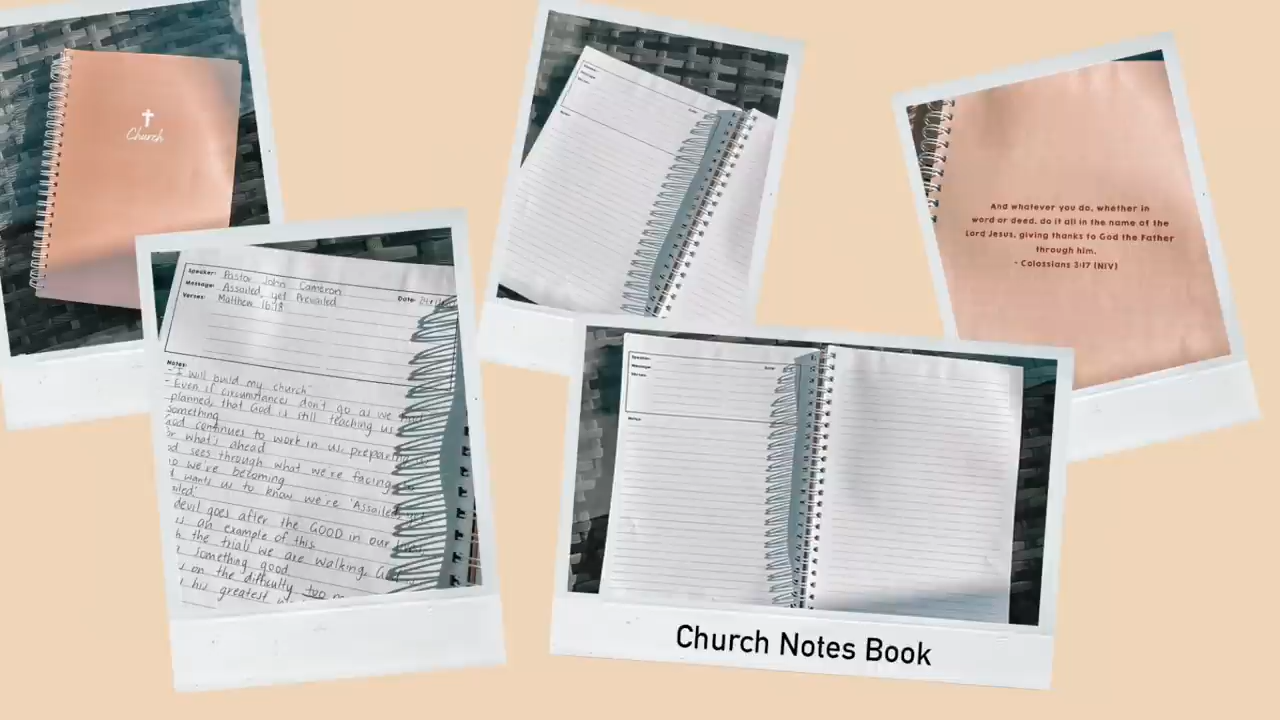 Church
Speaker: Pastor John Cameron
Message: Assailed yet Prevailed
Date:
Verses: Matthew 16:18
Notes:
- "I will build my church"
- Even if circumstances don't go as we
planned, that God is still teaching us
something
God continues to work in us, prepar
what's ahead
sees through what we're facing
we're becoming
wants us to know we're "Assailed yet
devil goes after the GOOD in our
is an example of this
the trial we are walking, God
something good
on the difficulty too
his greatest
Speaker:
Message:
Verses:
Date:
Notes:
And whatever you do, whether in
word or deed, do it all in the name of the
Lord Jesus, giving thanks to God the Father
through him.
- Colossians 3:17 (NIV)
Speaker:
Message:
Date:
Verses:
Notes:
Church Notes Book